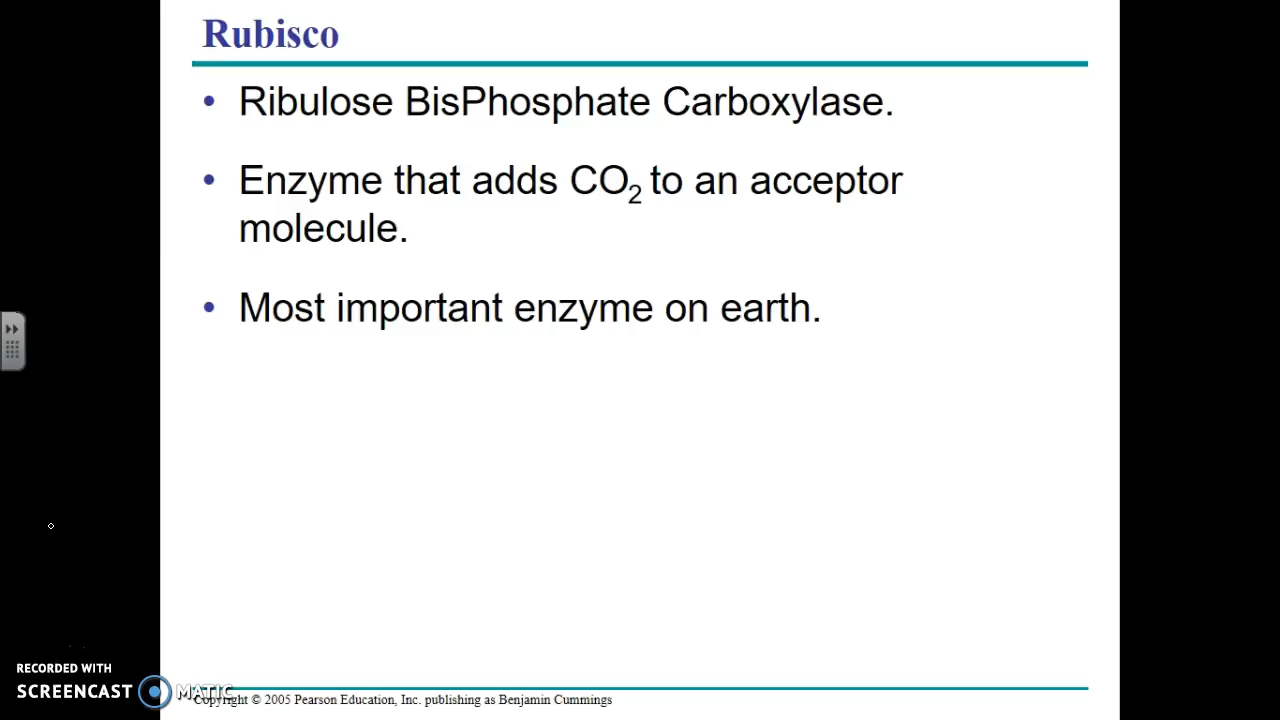 Rubisco
• Ribulose BisPhosphate Carboxylase.
• Enzyme that adds CO₂ to an acceptor
molecule.
• Most important enzyme on earth.
RECORDED WITH
SCREENCAST MATIC
Copyright © 2005 Pearson Education, Inc. publishing as Benjamin Cummings